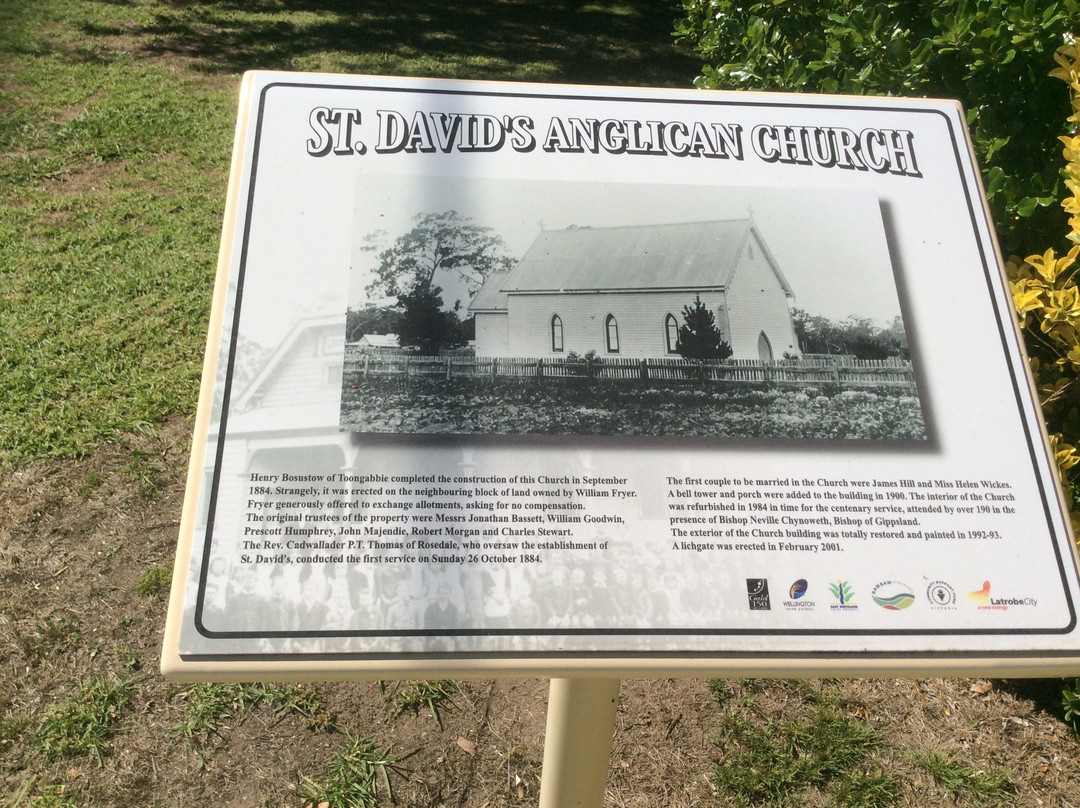 ST. DAVID'S ANGLICAN CHURCH
Henry Bosustow of Toongabbie completed the construction of this Church in September
1884. Strangely, it was erected on the neighbouring block of land owned by William Fryer.
Fryer generously offered to exchange allotments, asking for no compensation.
The original trustees of the property were Messrs Jonathan Bassett, William Goodwin,
Prescott Humphrey, John Majendie, Robert Morgan and Charles Stewart.
The Rev. Cadwallader P.T. Thomas of Rosedale, who oversaw the establishment of
St. David's, conducted the first service on Sunday 26 October 1884.
The first couple to be married in the Church were James Hill and Miss Helen Wickes.
A bell tower and porch were added to the building in 1900. The interior of the Church
was refurbished in 1984 in time for the centenary service, attended by over 190 in the
presence of Bishop Neville Chynoweth, Bishop of Gippsland.
The exterior of the Church building was totally restored and painted in 1992-93.
A lichgate was erected in February 2001.
Gold
150
WELLINGTON
EAST GIPPSLAND
VICTORIA
LatrobeCity
a new energy